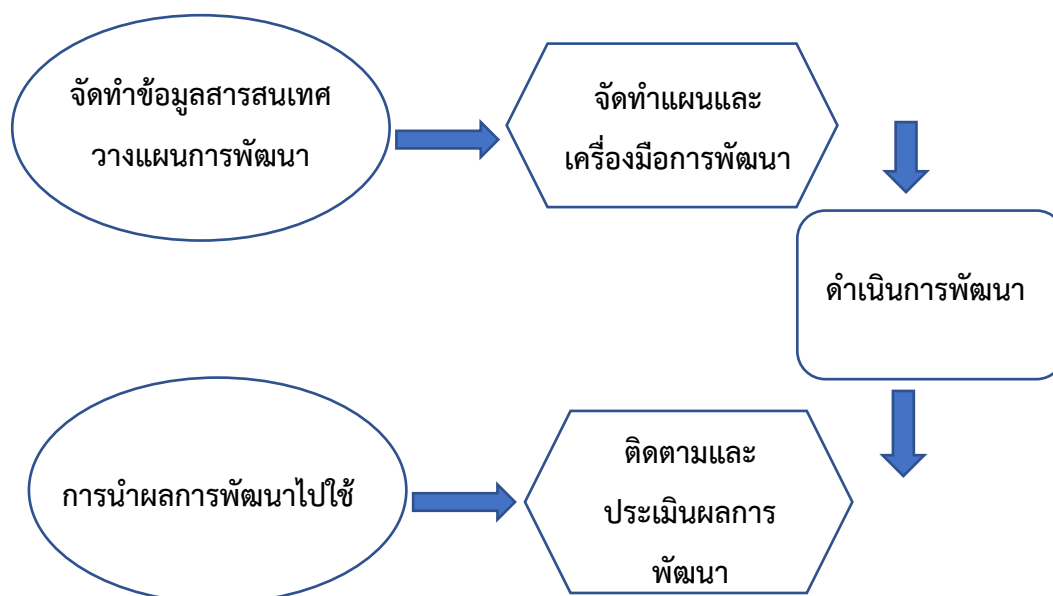 จัดทำข้อมูลสารสนเทศ
วางแผนการพัฒนา
จัดทำแผนและ
เครื่องมือการพัฒนา
ดำเนินการพัฒนา
การนำผลการพัฒนาไปใช้
ติดตามและ
ประเมินผลการ
พัฒนา